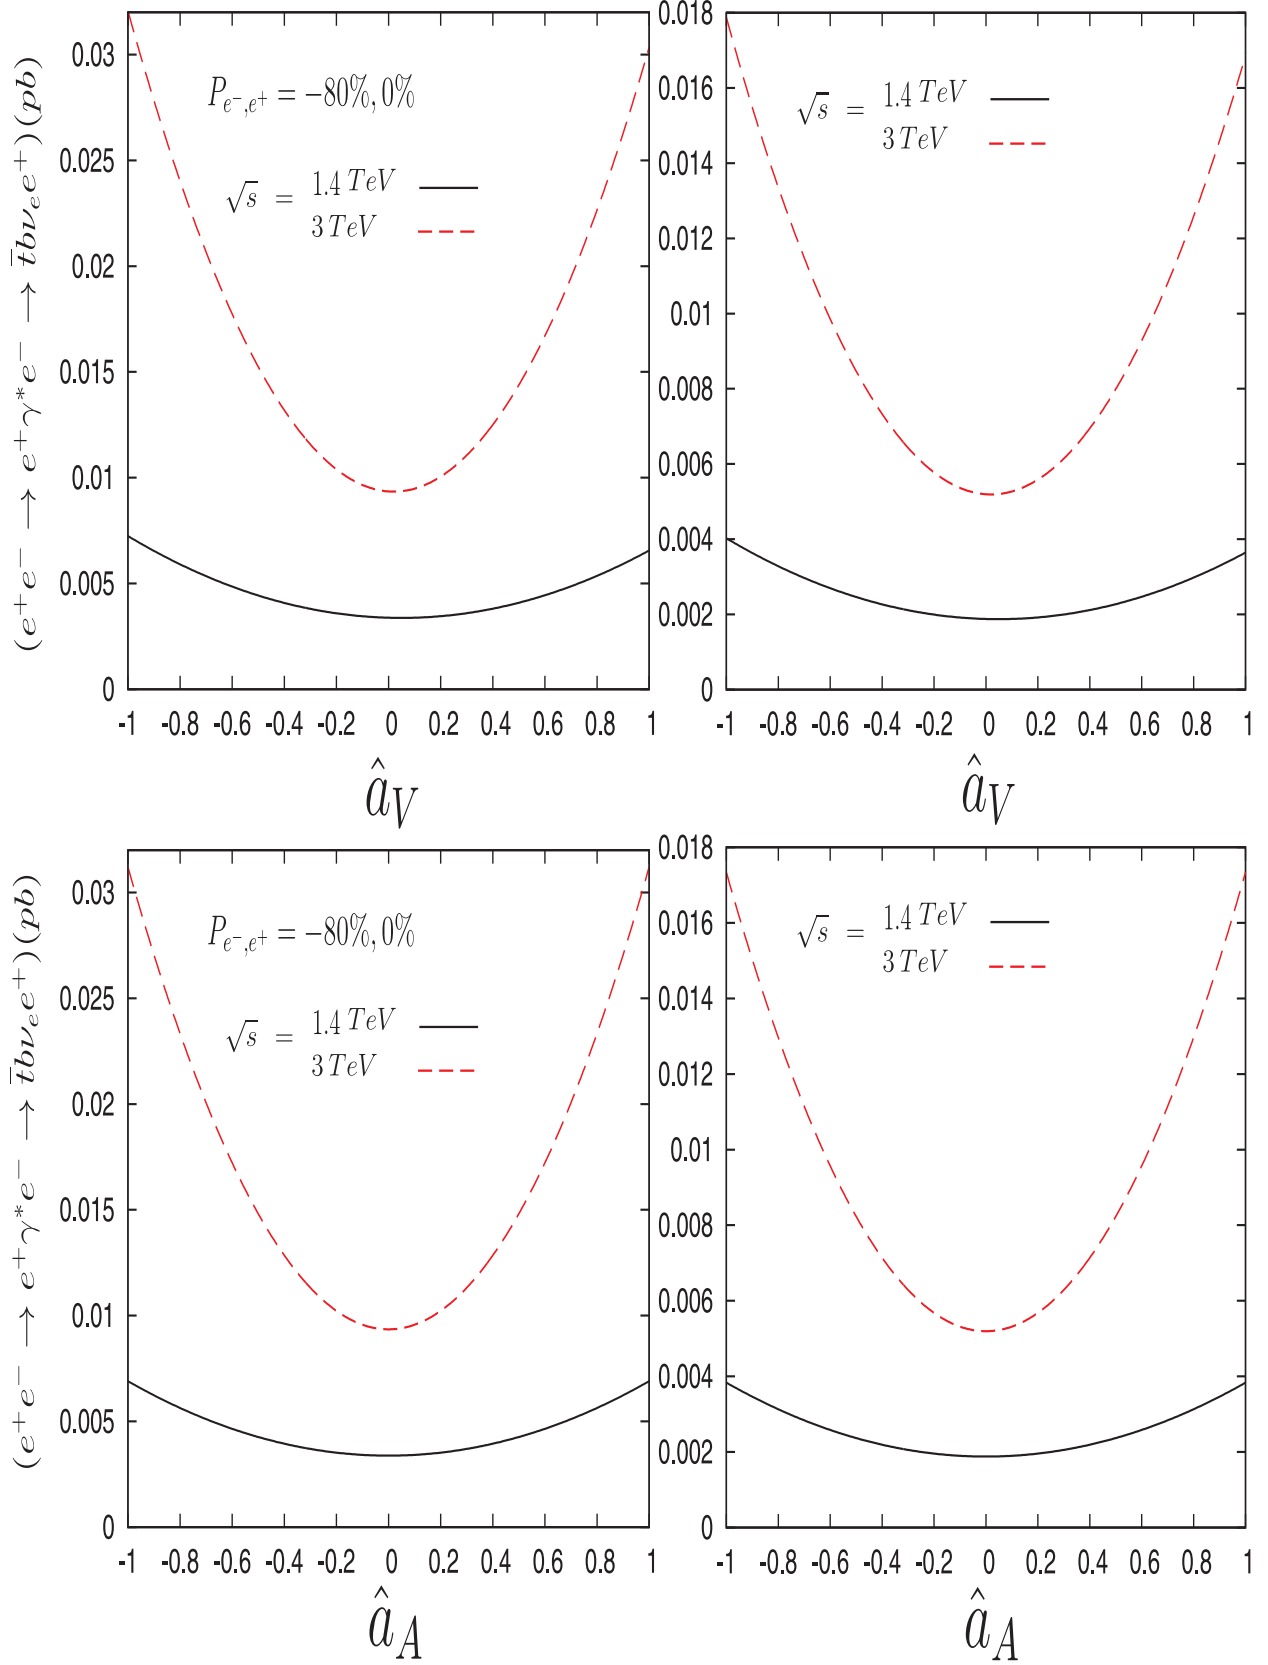 (e⁺e⁻ → e⁺γ*e⁻ → t̄bνₑe⁺)(pb)
0.03
0.025
0.02
0.015
0.01
0.005
0
P_{e⁻,e⁺} = −80%, 0%
√s = 1.4 TeV
3 TeV
-1 -0.8 -0.6 -0.4 -0.2 0 0.2 0.4 0.6 0.8 1
â_V
0.018
0.016
0.014
0.012
0.01
0.008
0.006
0.004
0.002
0
√s = 1.4 TeV
3 TeV
-1 -0.8 -0.6 -0.4 -0.2 0 0.2 0.4 0.6 0.8 1
â_V
(e⁺e⁻ → e⁺γ*e⁻ → t̄bνₑe⁺)(pb)
0.03
0.025
0.02
0.015
0.01
0.005
0
P_{e⁻,e⁺} = −80%, 0%
√s = 1.4 TeV
3 TeV
-1 -0.8 -0.6 -0.4 -0.2 0 0.2 0.4 0.6 0.8 1
â_A
0.018
0.016
0.014
0.012
0.01
0.008
0.006
0.004
0.002
0
√s = 1.4 TeV
3 TeV
-1 -0.8 -0.6 -0.4 -0.2 0 0.2 0.4 0.6 0.8 1
â_A